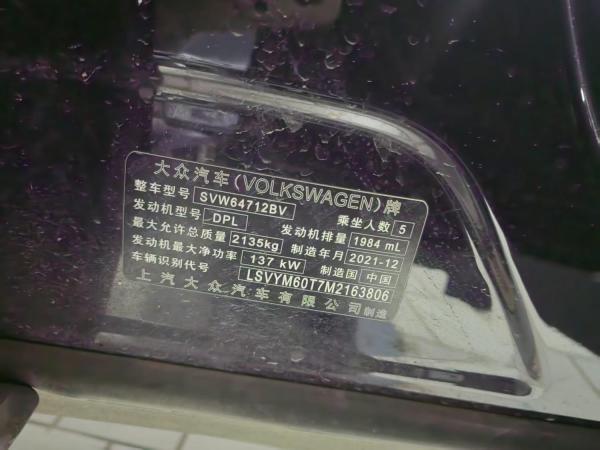 大众汽车(VOLKSWAGEN)牌
整车型号 SVW64712BV 乘坐人数 5
发动机型号 DPL 发动机排量 1984 mL
最大允许总质量 2135kg 制造年月 2021-12
发动机最大净功率 137 kW 制造国 中国
车辆识别代号 LSVYM60T7M2163806
上汽大众汽车有限公司制造